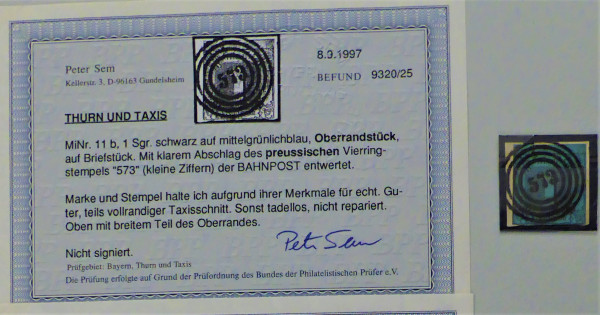 Peter Sem
Kellerstr. 3, D-96163 Gundelsheim
573
8.9.1997
BEFUND 9320/25
THURN UND TAXIS
MiNr. 11 b, 1 Sgr. schwarz auf mittelgrünlichblau, Oberrandstück,
auf Briefstück. Mit klarem Abschlag des preussischen Vierring-
stempels "573" (kleine Ziffern) der BAHNPOST entwertet.
Marke und Stempel halte ich aufgrund ihrer Merkmale für echt. Gu-
ter, teils vollrandiger Taxisschnitt. Sonst tadellos, nicht repariert.
Oben mit breitem Teil des Oberrandes.
Nicht signiert.
Peter Sem
Prüfgebiet: Bayern, Thurn und Taxis
Die Prüfung erfolgte auf Grund der Prüfordnung des Bundes der Philatelistischen Prüfer e.V.
573